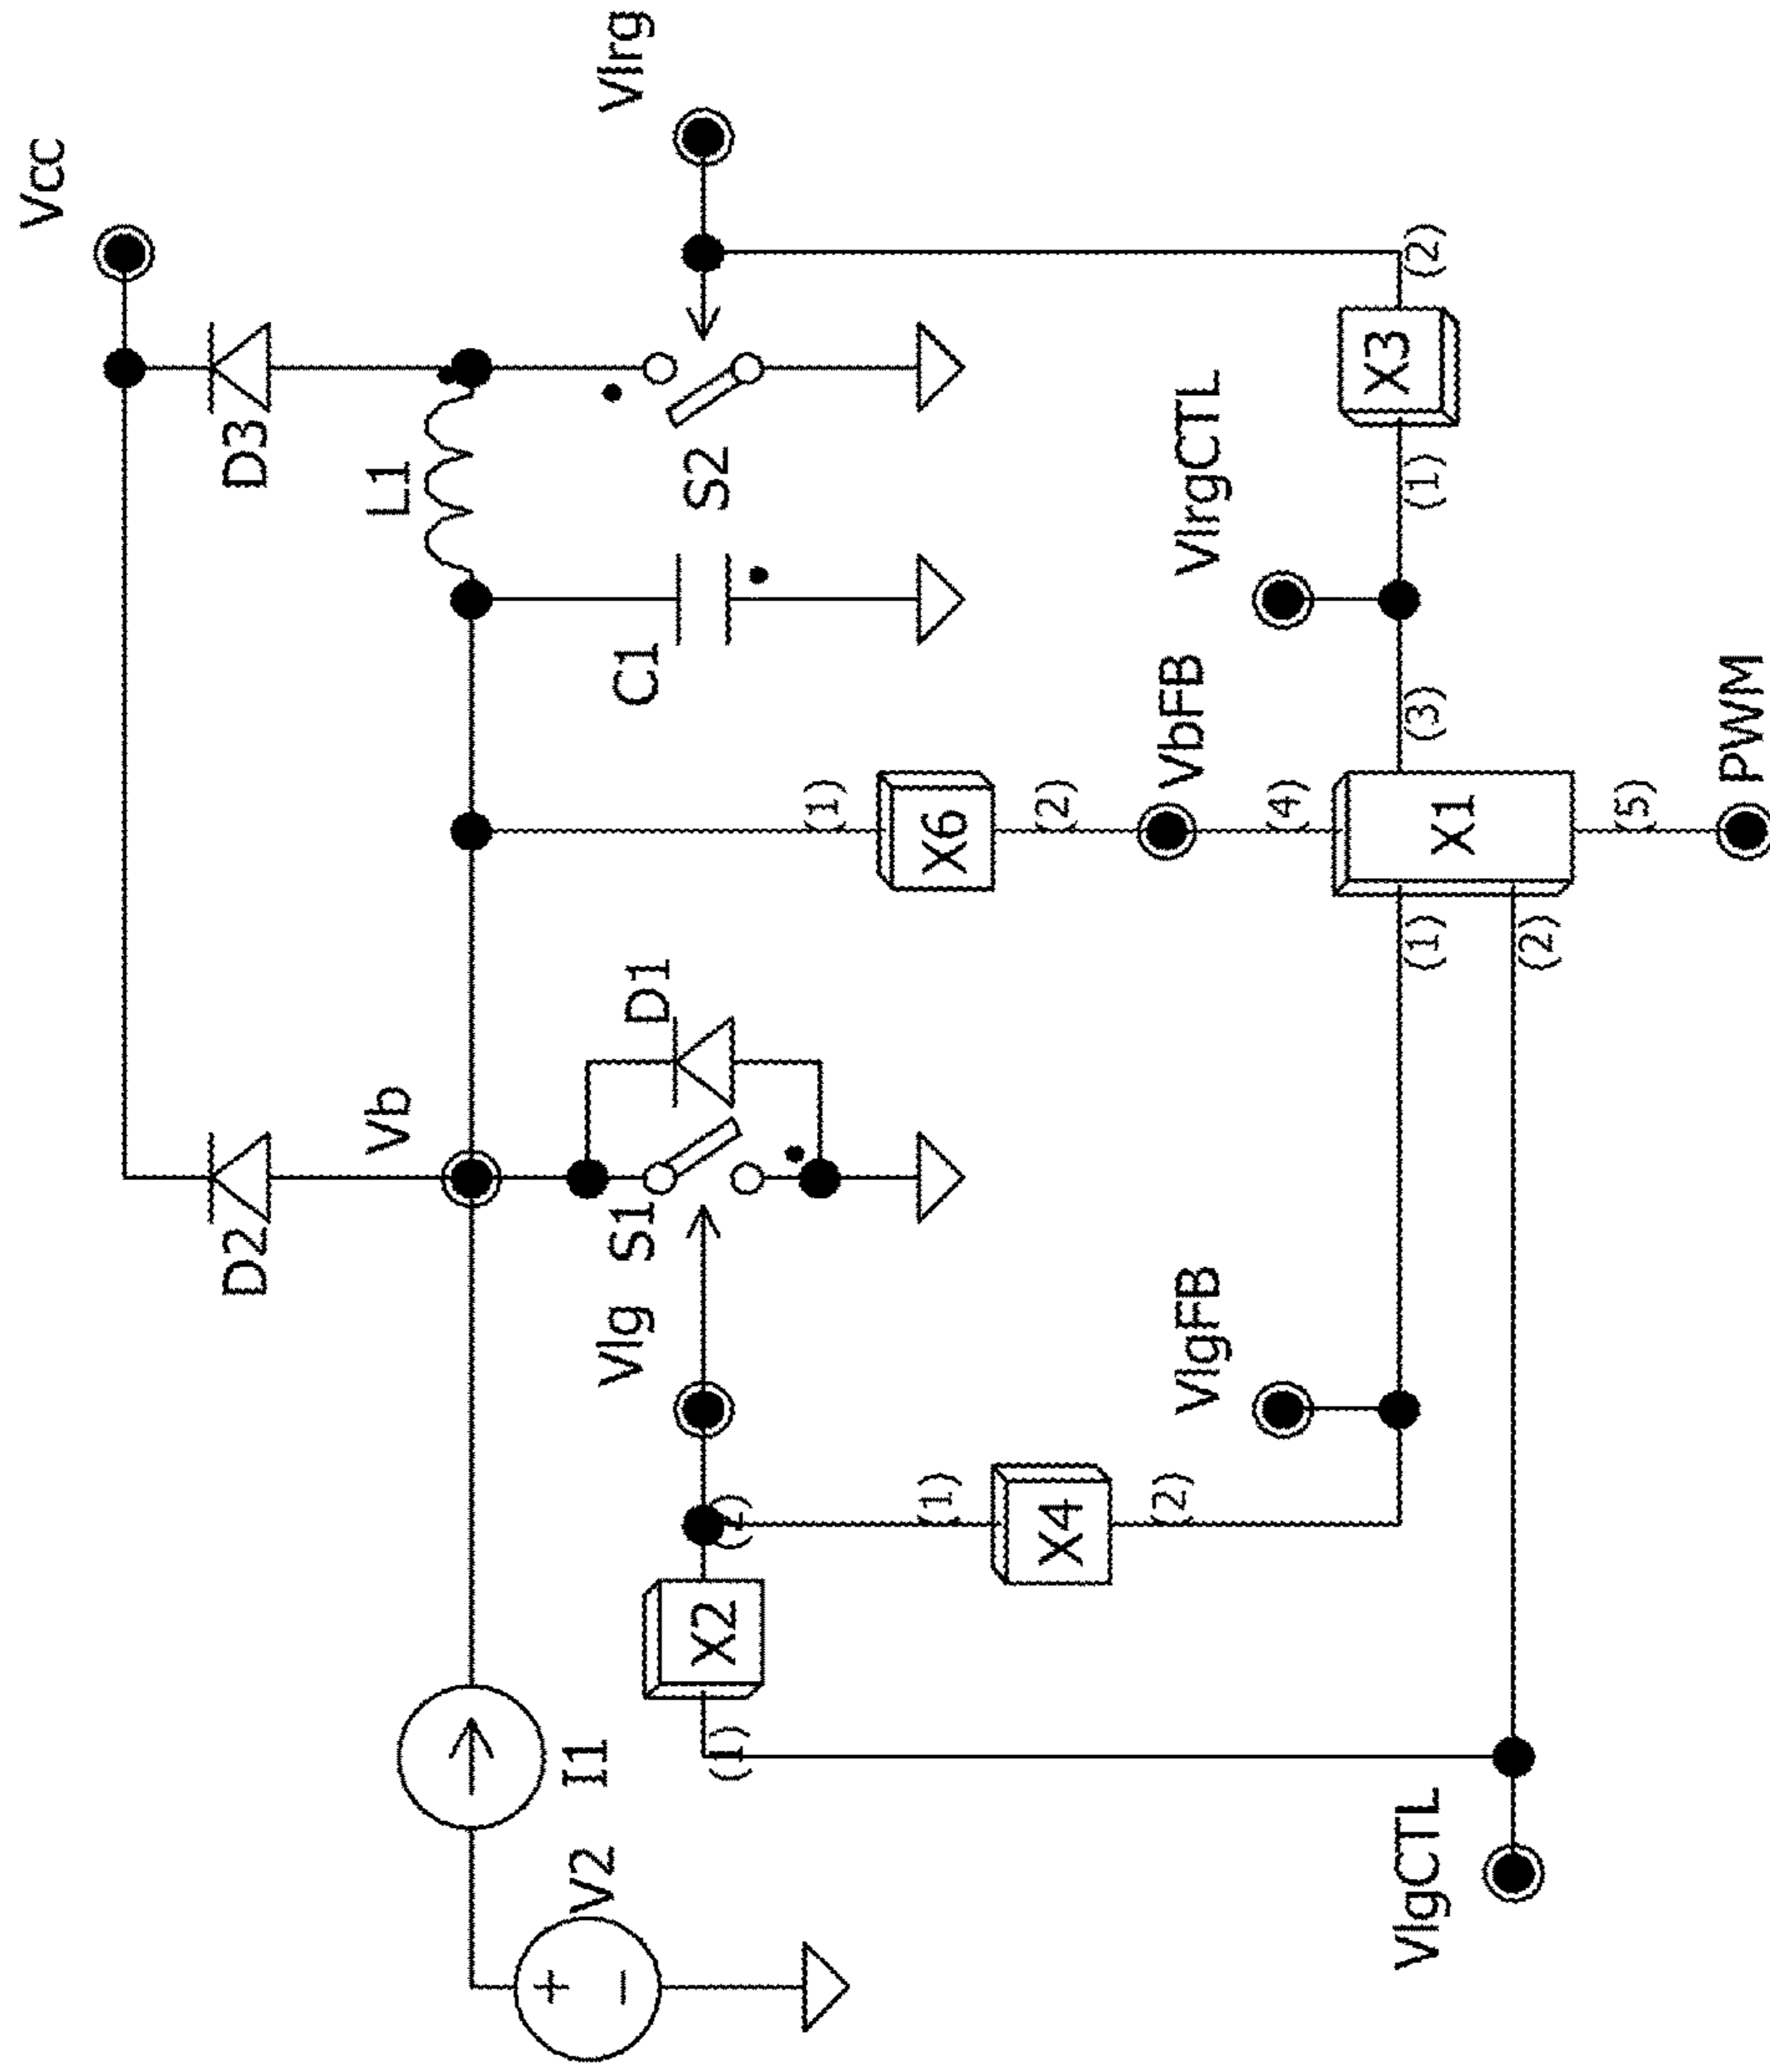 Vcc
Vlrg
D3
L1
S2
C1
X3
(2)
(1)
VlrgCTL
(3)
VbFB
(1)
X6
(2)
(4)
X1
(5)
PWM
(1)
(2)
D1
Vb
D2
S1
Vlg
VlgFB
(2)
(1)
X4
(2)
X2
(1)
I1
V2
+
−
VlgCTL